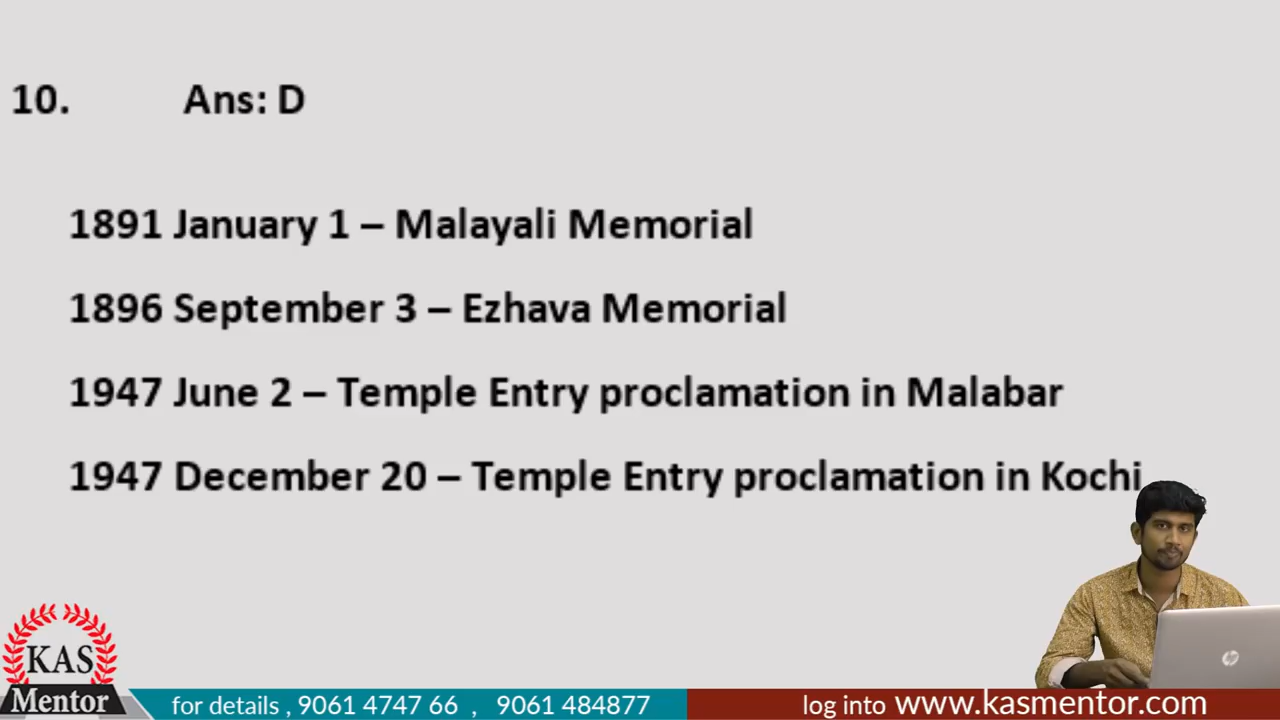 10. Ans: D
1891 January 1 – Malayali Memorial
1896 September 3 – Ezhava Memorial
1947 June 2 – Temple Entry proclamation in Malabar
1947 December 20 – Temple Entry proclamation in Kochi
KAS
Mentor
for details , 9061 4747 66 , 9061 484877
log into www.kasmentor.com
hp